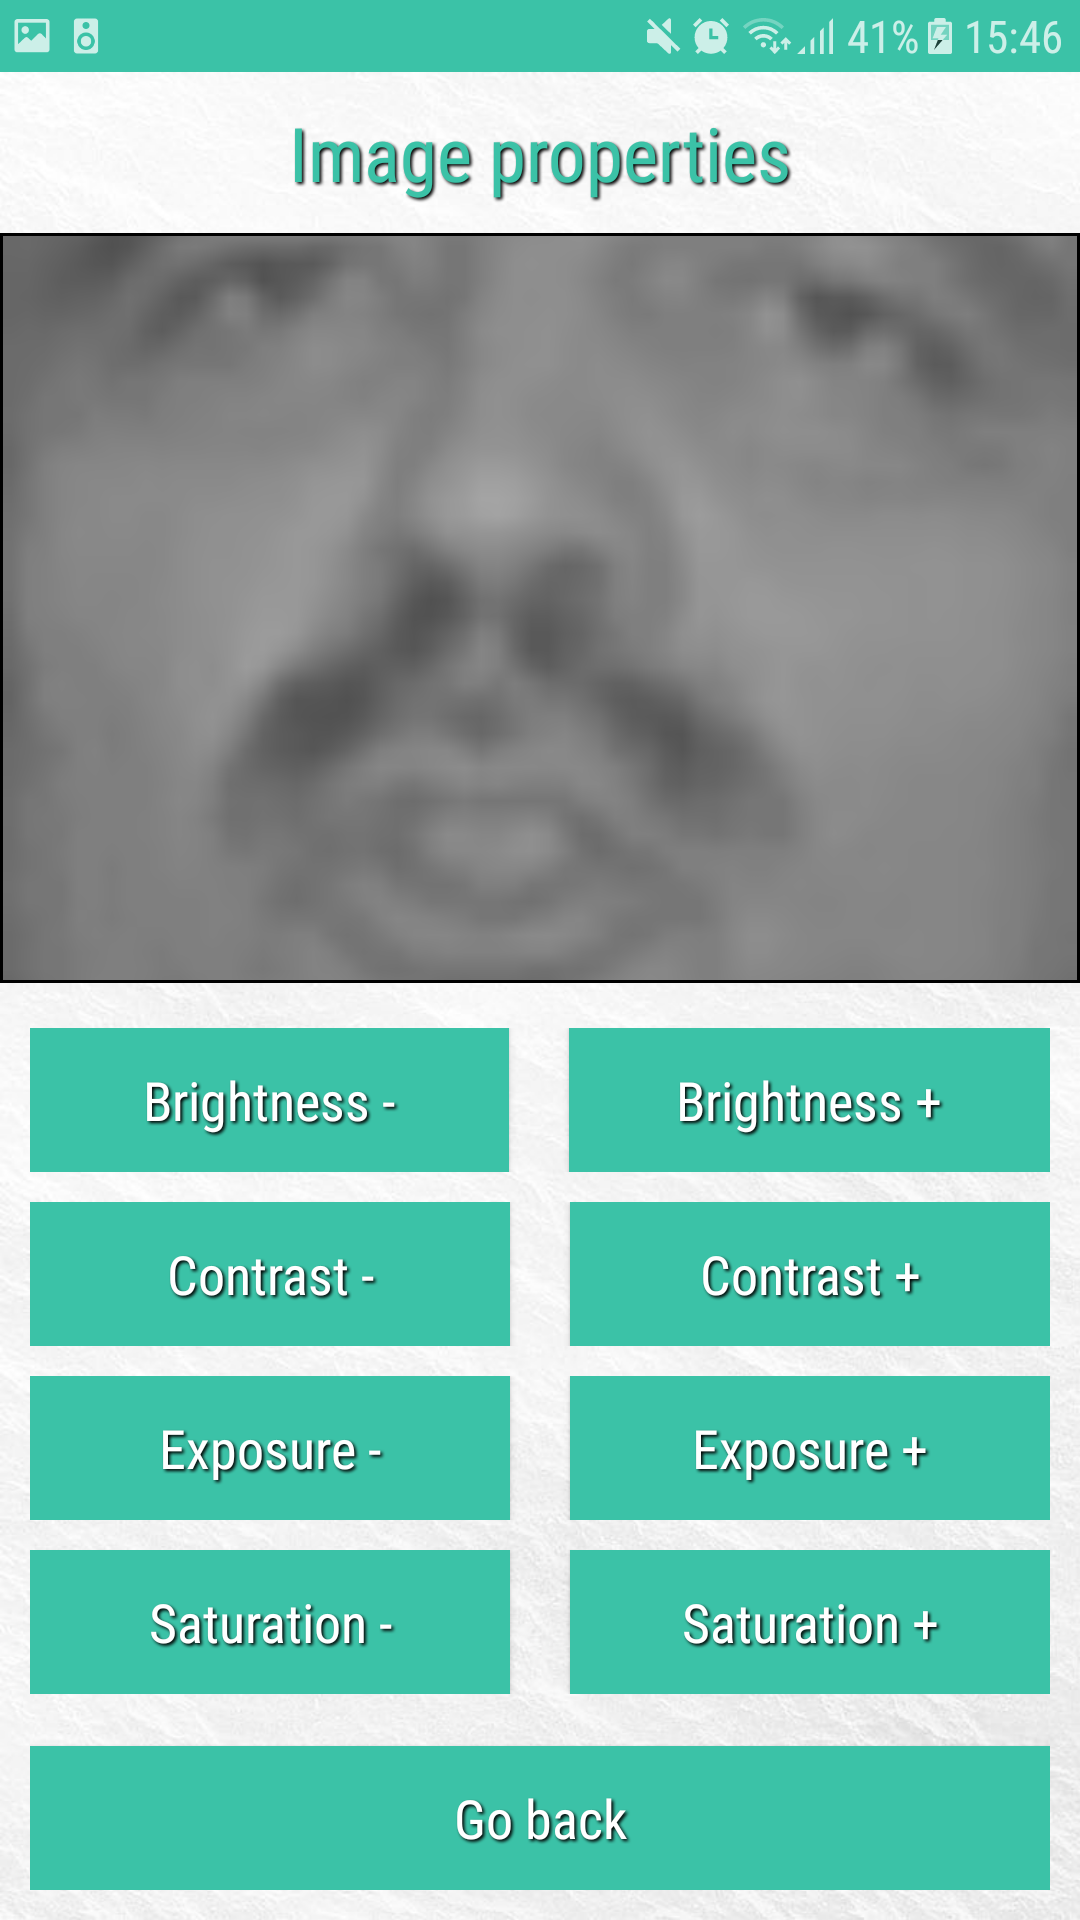 41% 15:46
Image properties
Brightness - Brightness +
Contrast - Contrast +
Exposure - Exposure +
Saturation - Saturation +
Go back